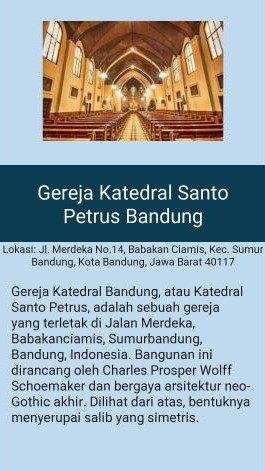 Gereja Katedral Santo
Petrus Bandung
Lokasi: Jl. Merdeka No.14, Babakan Ciamis, Kec. Sumur
Bandung, Kota Bandung, Jawa Barat 40117
Gereja Katedral Bandung, atau Katedral
Santo Petrus, adalah sebuah gereja
yang terletak di Jalan Merdeka,
Babakanciamis, Sumurbandung,
Bandung, Indonesia. Bangunan ini
dirancang oleh Charles Prosper Wolff
Schoemaker dan bergaya arsitektur neo-
Gothic akhir. Dilihat dari atas, bentuknya
menyerupai salib yang simetris.